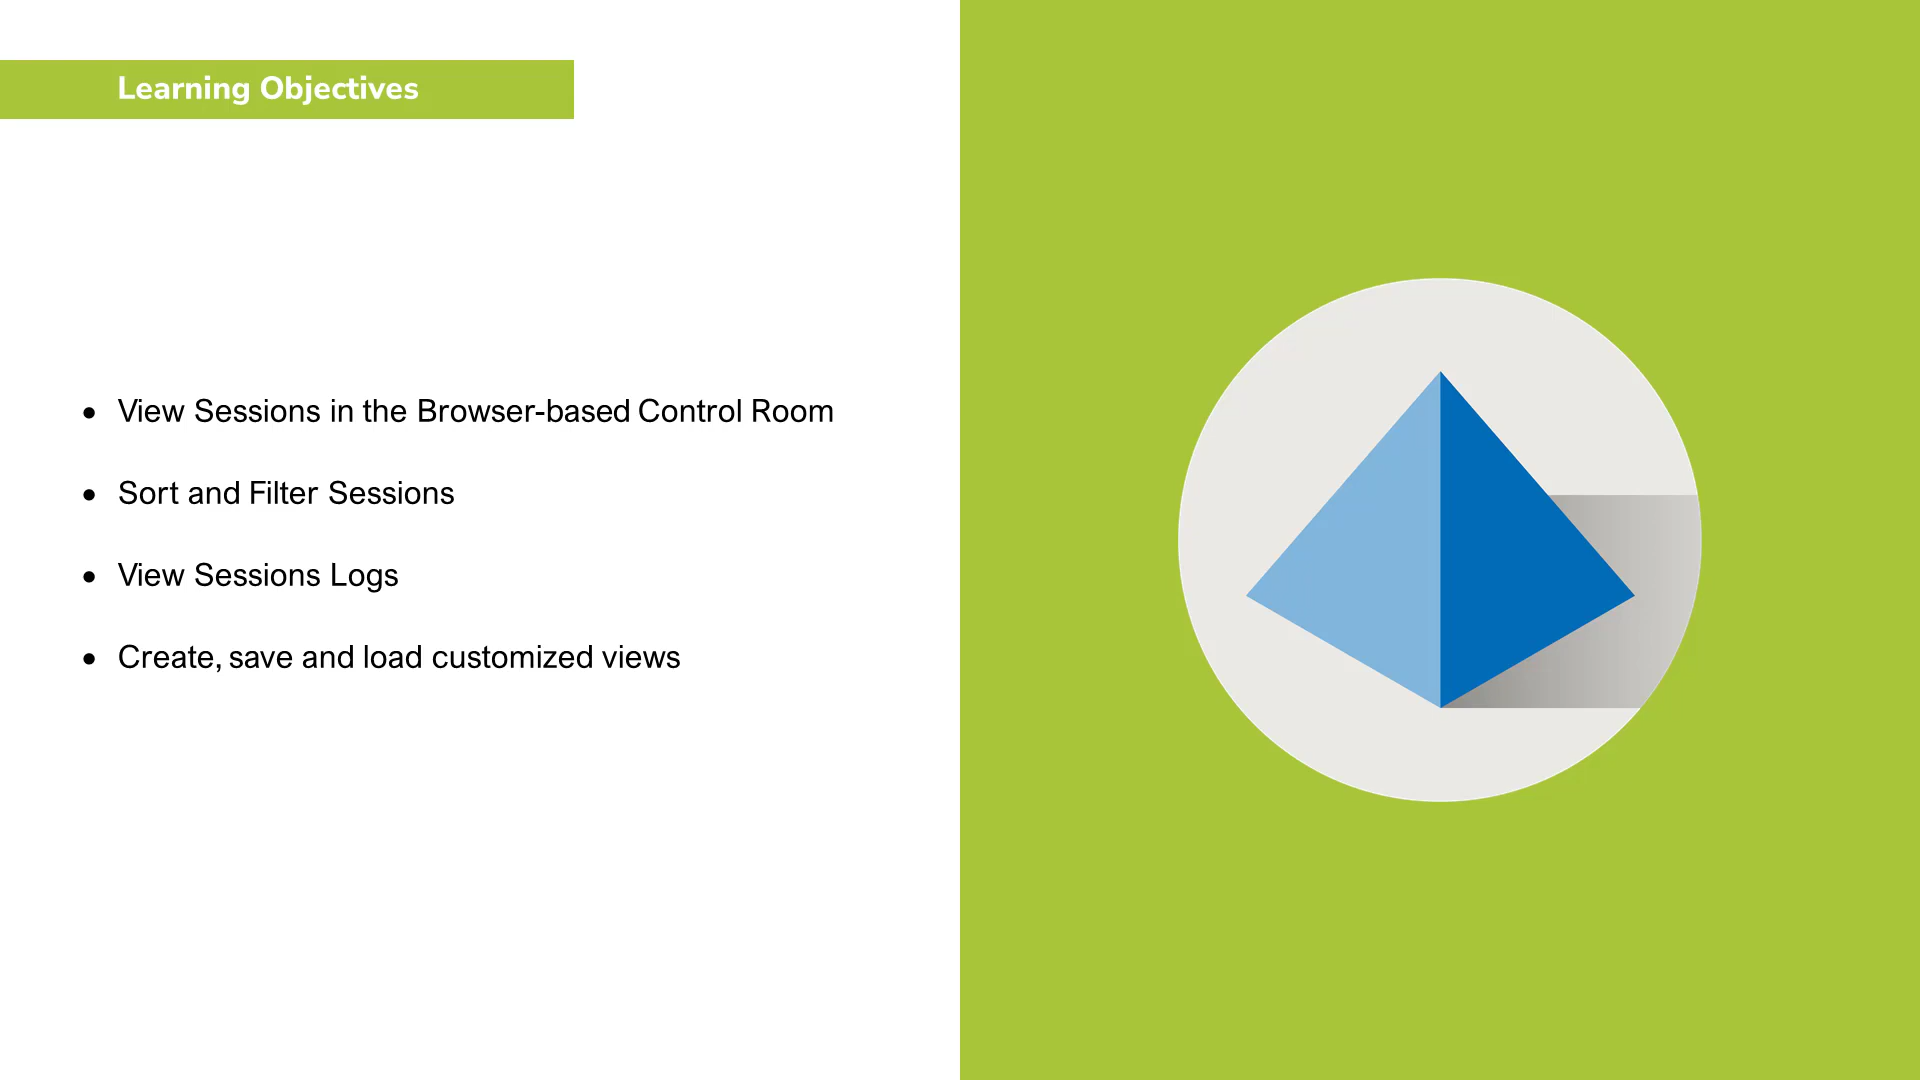 Learning Objectives
• View Sessions in the Browser-based Control Room
• Sort and Filter Sessions
• View Sessions Logs
• Create, save and load customized views